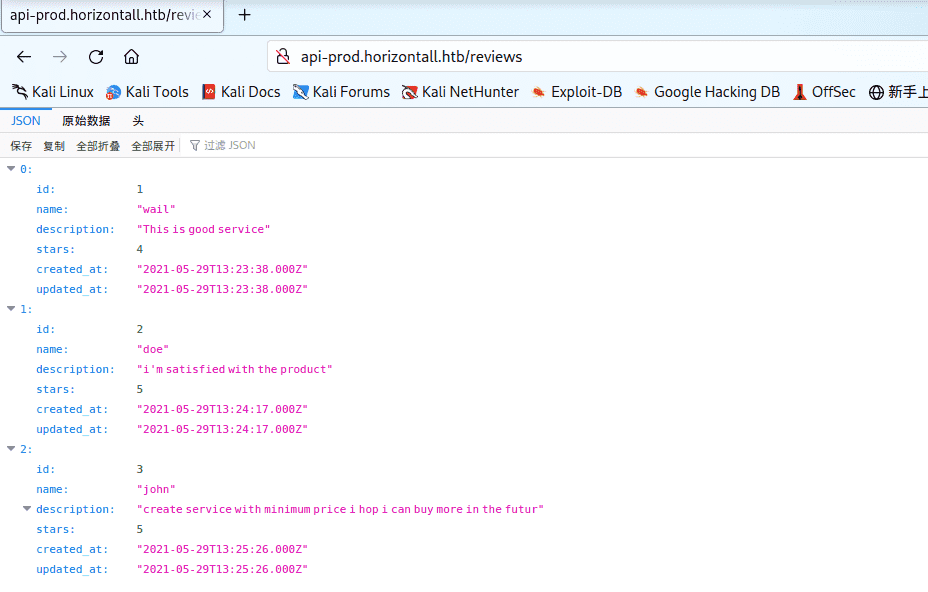 api-prod.horizontall.htb/revie
api-prod.horizontall.htb/reviews
Kali Linux Kali Tools Kali Docs Kali Forums Kali NetHunter Exploit-DB Google Hacking DB OffSec 新手上
JSON 原始数据 头
保存 复制 全部折叠 全部展开 过滤 JSON
0:
id: 1
name: "wail"
description: "This is good service"
stars: 4
created_at: "2021-05-29T13:23:38.000Z"
updated_at: "2021-05-29T13:23:38.000Z"
1:
id: 2
name: "doe"
description: "i'm satisfied with the product"
stars: 5
created_at: "2021-05-29T13:24:17.000Z"
updated_at: "2021-05-29T13:24:17.000Z"
2:
id: 3
name: "john"
description: "create service with minimum price i hop i can buy more in the futur"
stars: 5
created_at: "2021-05-29T13:25:26.000Z"
updated_at: "2021-05-29T13:25:26.000Z"